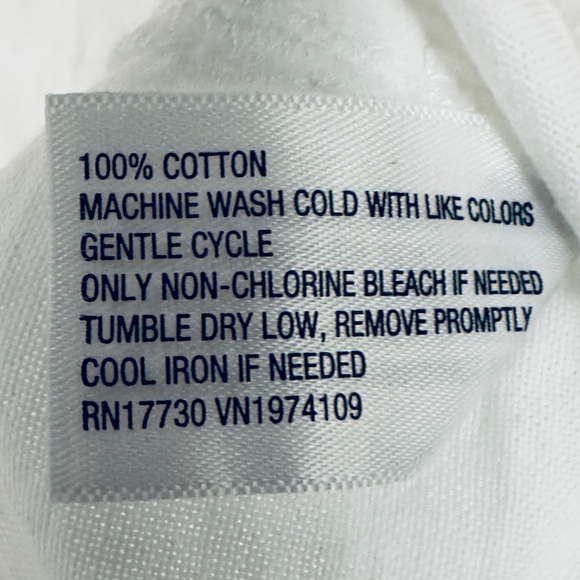 100% COTTON
MACHINE WASH COLD WITH LIKE COLORS
GENTLE CYCLE
ONLY NON-CHLORINE BLEACH IF NEEDED
TUMBLE DRY LOW, REMOVE PROMPTLY
COOL IRON IF NEEDED
RN17730 VN1974109